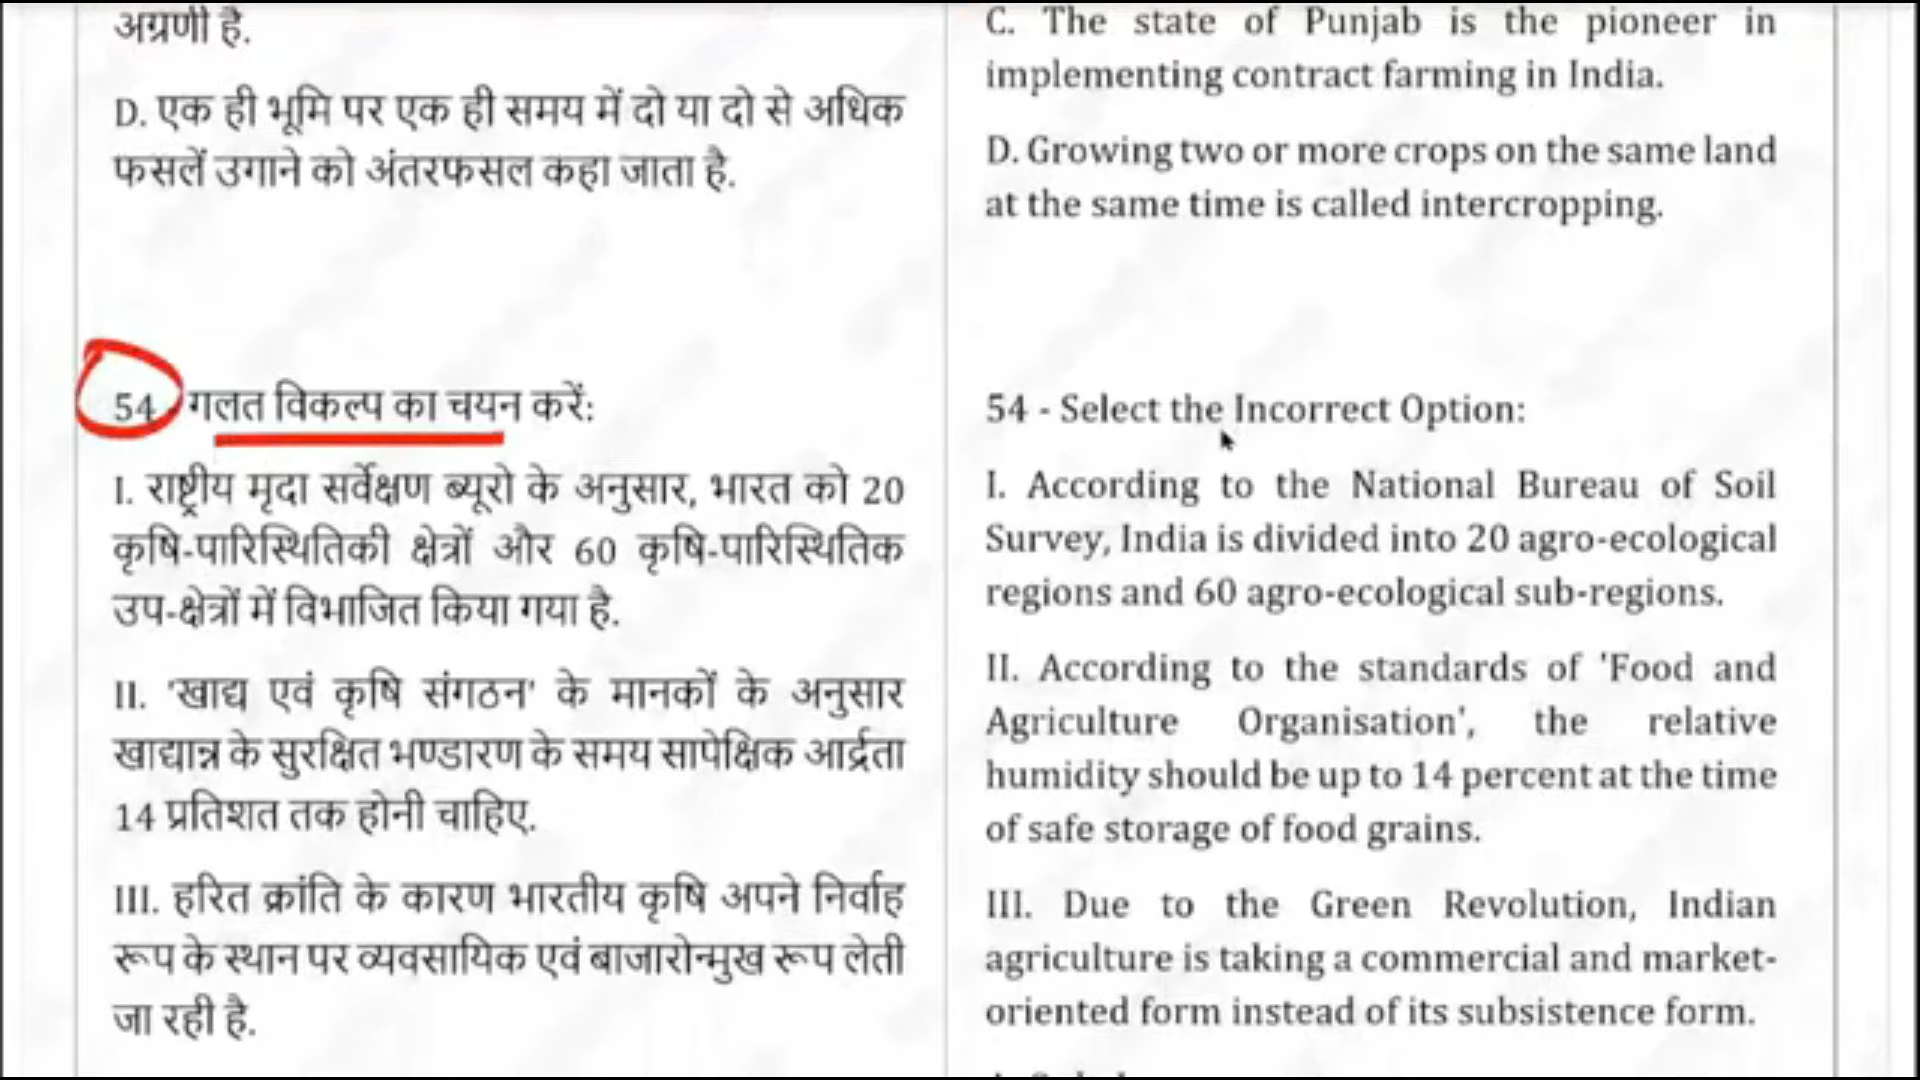 अग्रणी है.
D. एक ही भूमि पर एक ही समय में दो या दो से अधिक
फसलें उगाने को अंतरफसल कहा जाता है.
54 - गलत विकल्प का चयन करें:
I. राष्ट्रीय मृदा सर्वेक्षण ब्यूरो के अनुसार, भारत को 20
कृषि-पारिस्थितिकी क्षेत्रों और 60 कृषि-पारिस्थितिक
उप-क्षेत्रों में विभाजित किया गया है.
II. 'खाद्य एवं कृषि संगठन' के मानकों के अनुसार
खाद्यान्न के सुरक्षित भण्डारण के समय सापेक्षिक आर्द्रता
14 प्रतिशत तक होनी चाहिए.
III. हरित क्रांति के कारण भारतीय कृषि अपने निर्वाह
रूप के स्थान पर व्यवसायिक एवं बाजारोन्मुख रूप लेती
जा रही है.
C. The state of Punjab is the pioneer in
implementing contract farming in India.
D. Growing two or more crops on the same land
at the same time is called intercropping.
54 - Select the Incorrect Option:
I. According to the National Bureau of Soil
Survey, India is divided into 20 agro-ecological
regions and 60 agro-ecological sub-regions.
II. According to the standards of 'Food and
Agriculture Organisation', the relative
humidity should be up to 14 percent at the time
of safe storage of food grains.
III. Due to the Green Revolution, Indian
agriculture is taking a commercial and market-
oriented form instead of its subsistence form.